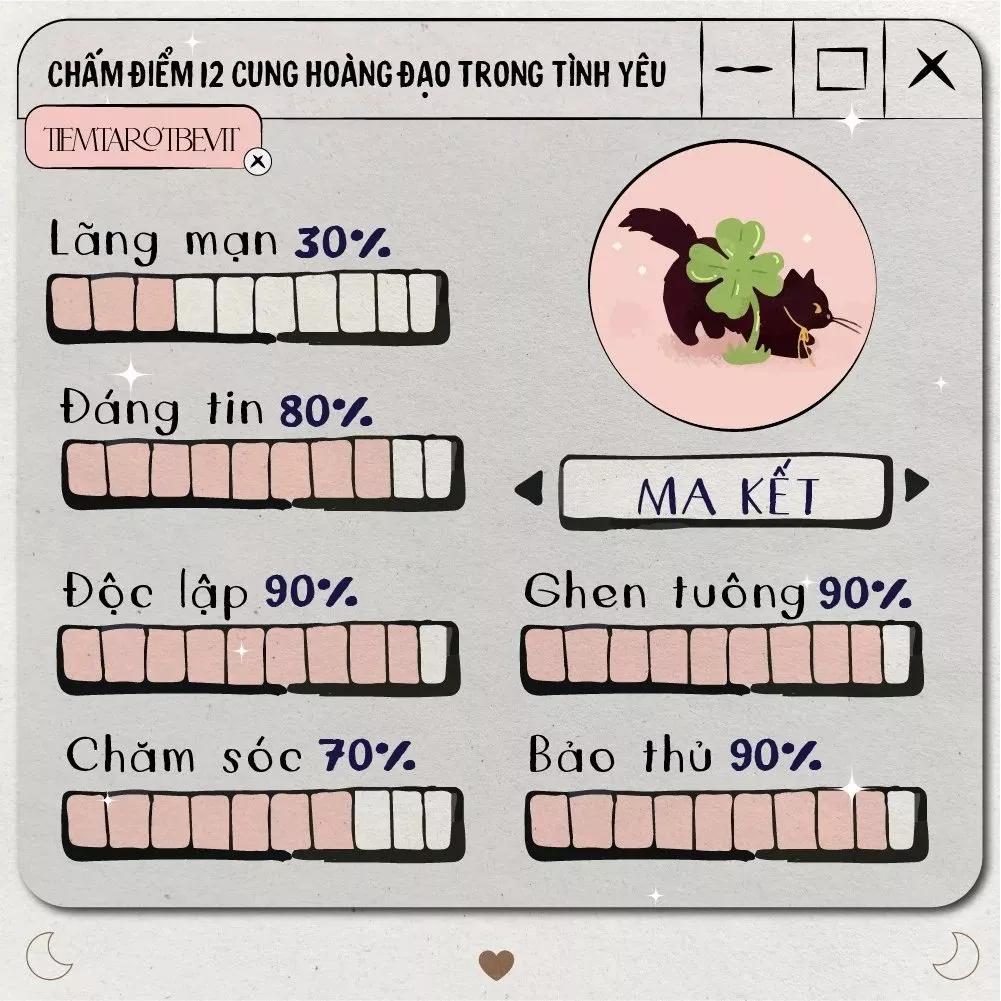 CHẤM ĐIỂM 12 CUNG HOÀNG ĐẠO TRONG TÌNH YÊU
TIEMTAROTBEVIT
Lãng mạn 30%
Đáng tin 80%
MA KẾT
Độc lập 90%
Ghen tuông 90%
Chăm sóc 70%
Bảo thủ 90%